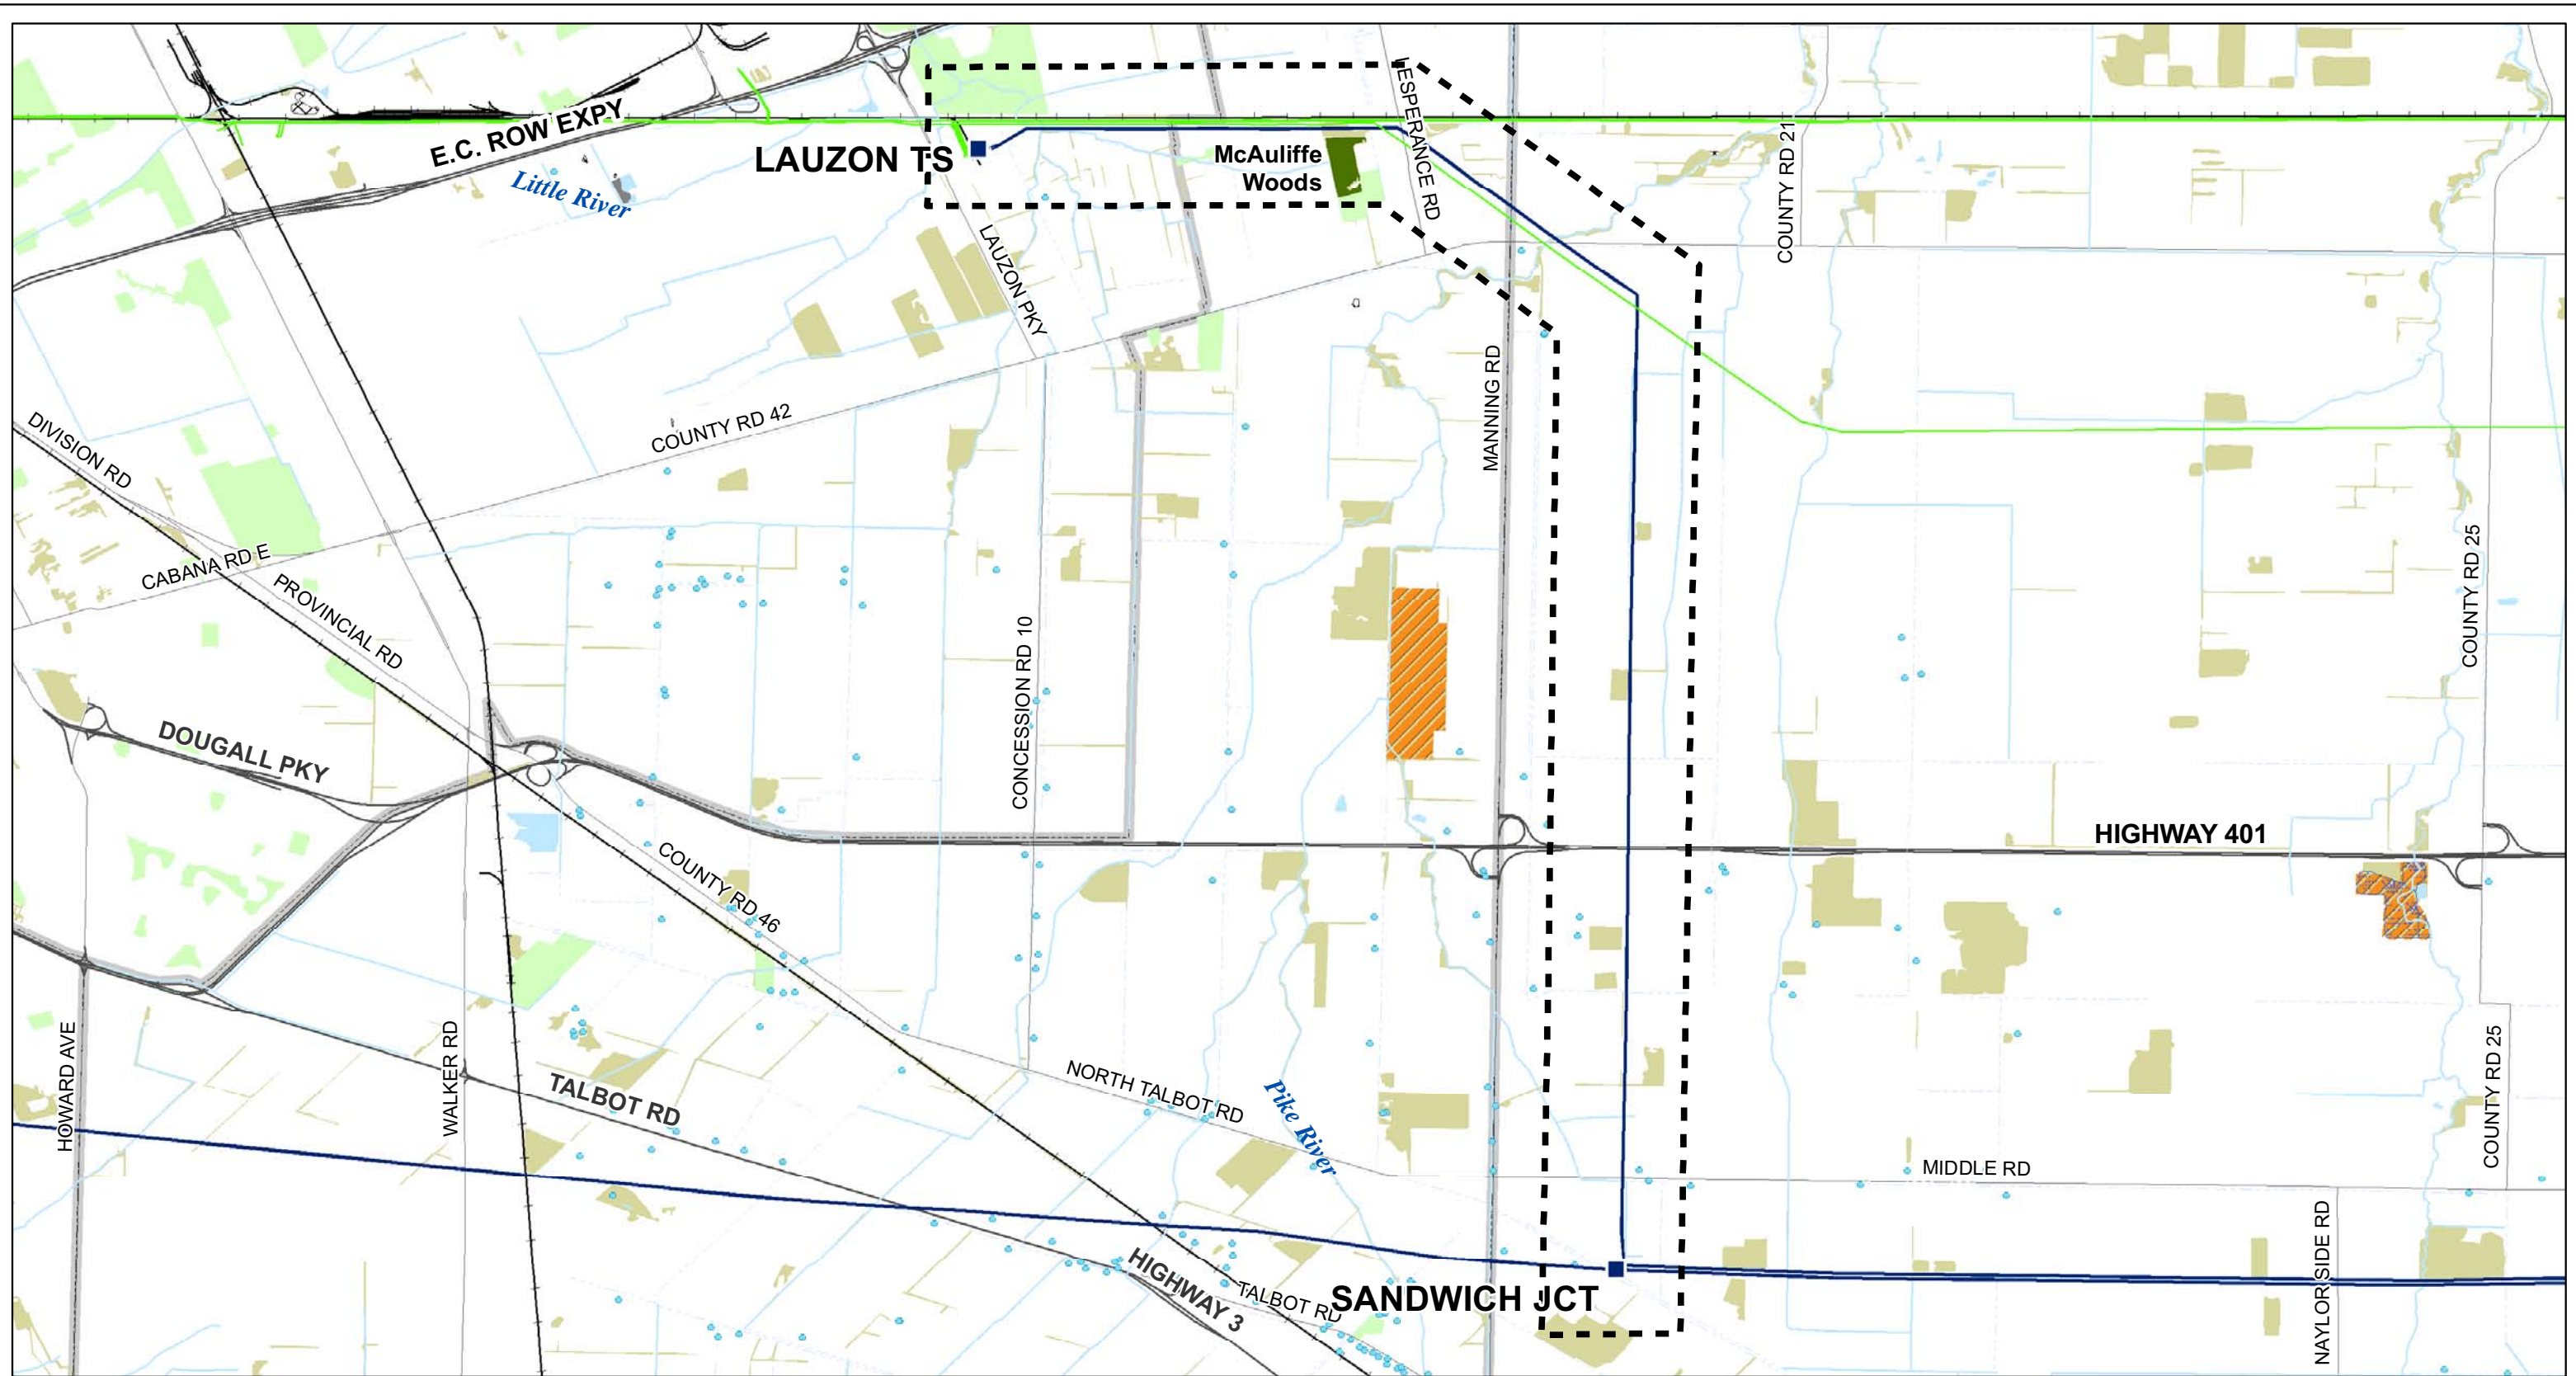 E.C. ROW EXPY
LAUZON TS
McAuliffe
Woods
LESPERANCE RD
COUNTY RD 21
Little River
LAUZON PKY
MANNING RD
COUNTY RD 42
DIVISION RD
CABANA RD E
PROVINCIAL RD
COUNTY RD 25
CONCESSION RD 10
DOUGALL PKY
HIGHWAY 401
COUNTY RD 46
HOWARD AVE
WALKER RD
TALBOT RD
NORTH TALBOT RD
Pike River
COUNTY RD 25
MIDDLE RD
NAYLOR SIDE RD
HIGHWAY 3
TALBOT RD
SANDWICH JCT